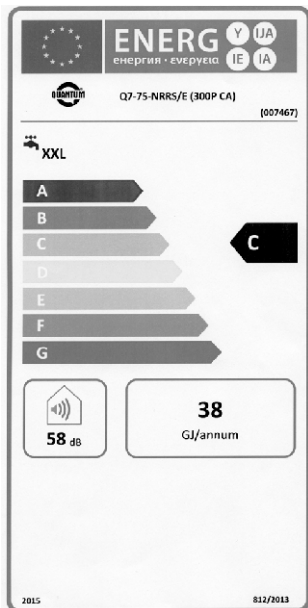 ENERG Y IJA
енергия · ενεργεια IE IA
QUANTUM Q7-75-NRRS/E (300P CA)
(007467)
XXL
A
B
C C
D
E
F
G
58 dB
38
GJ/annum
2015 812/2013